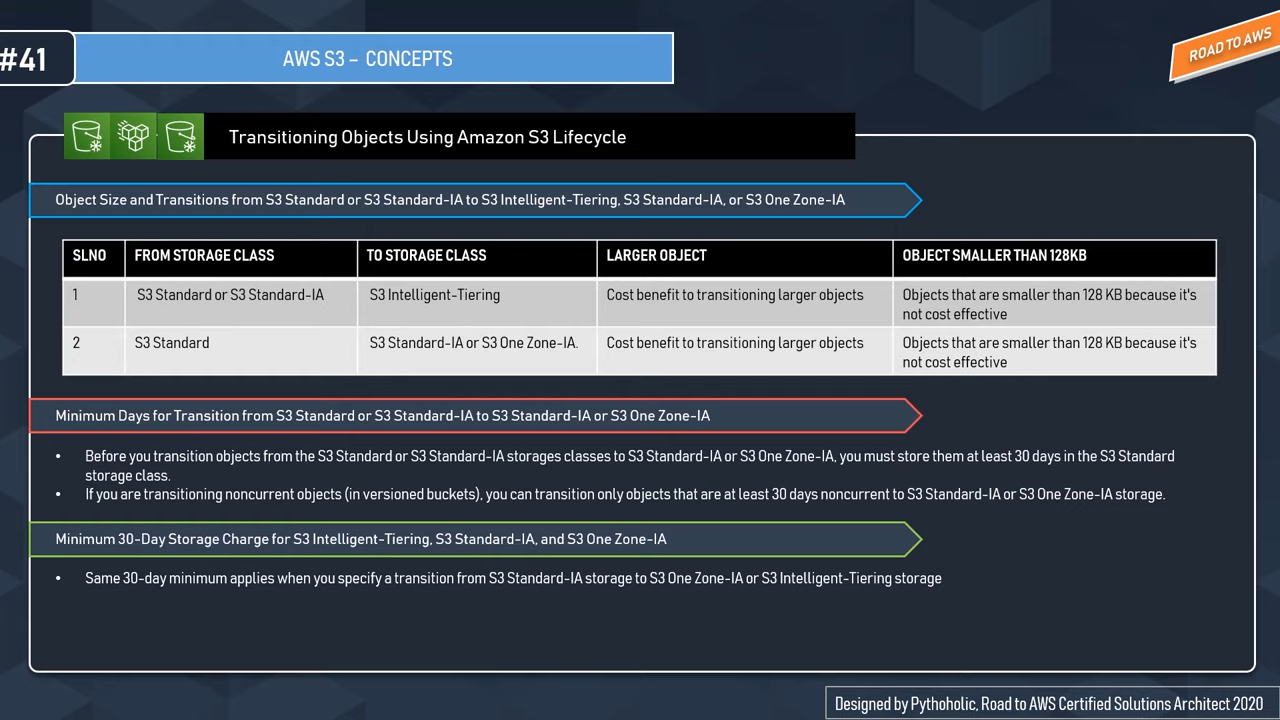 #41
AWS S3 – CONCEPTS
ROAD TO AWS
Transitioning Objects Using Amazon S3 Lifecycle
Object Size and Transitions from S3 Standard or S3 Standard-IA to S3 Intelligent-Tiering, S3 Standard-IA, or S3 One Zone-IA
SLNO FROM STORAGE CLASS TO STORAGE CLASS LARGER OBJECT OBJECT SMALLER THAN 128KB
1 S3 Standard or S3 Standard-IA S3 Intelligent-Tiering Cost benefit to transitioning larger objects Objects that are smaller than 128 KB because it's
not cost effective
2 S3 Standard S3 Standard-IA or S3 One Zone-IA. Cost benefit to transitioning larger objects Objects that are smaller than 128 KB because it's
not cost effective
Minimum Days for Transition from S3 Standard or S3 Standard-IA to S3 Standard-IA or S3 One Zone-IA
• Before you transition objects from the S3 Standard or S3 Standard-IA storages classes to S3 Standard-IA or S3 One Zone-IA, you must store them at least 30 days in the S3 Standard
storage class.
• If you are transitioning noncurrent objects (in versioned buckets), you can transition only objects that are at least 30 days noncurrent to S3 Standard-IA or S3 One Zone-IA storage.
Minimum 30-Day Storage Charge for S3 Intelligent-Tiering, S3 Standard-IA, and S3 One Zone-IA
• Same 30-day minimum applies when you specify a transition from S3 Standard-IA storage to S3 One Zone-IA or S3 Intelligent-Tiering storage
Designed by Pythoholic, Road to AWS Certified Solutions Architect 2020